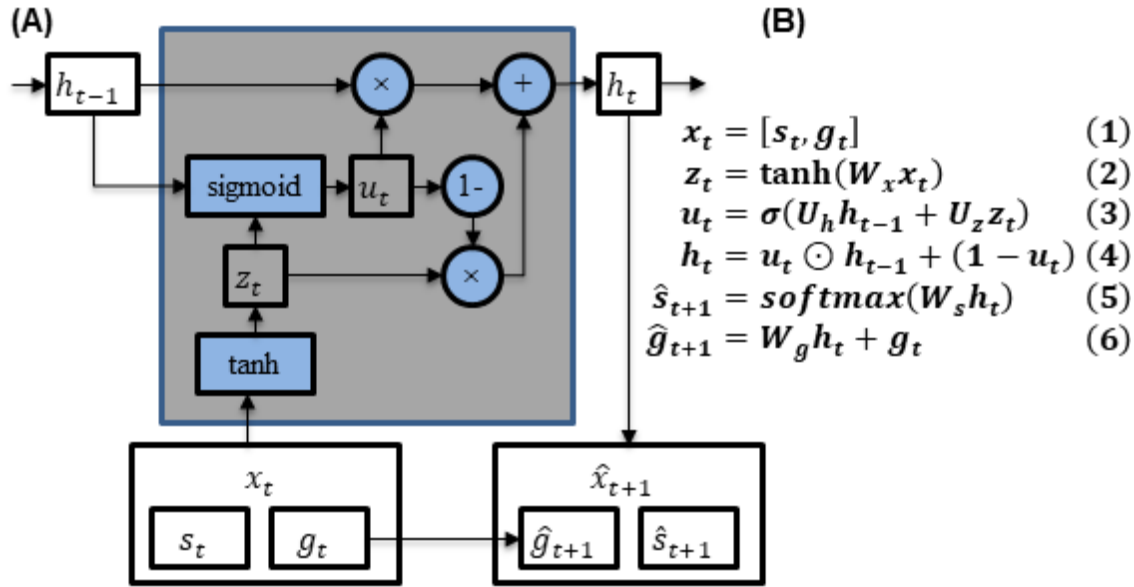 (A)
(B)
h_{t−1}
×
+
h_t
sigmoid
u_t
1-
z_t
×
tanh
x_t
s_t
g_t
x̂_{t+1}
ĝ_{t+1}
ŝ_{t+1}
x_t = [s_t, g_t] (1)
z_t = tanh(W_x x_t) (2)
u_t = σ(U_h h_{t−1} + U_z z_t) (3)
h_t = u_t ⊙ h_{t−1} + (1 − u_t) (4)
ŝ_{t+1} = softmax(W_s h_t) (5)
ĝ_{t+1} = W_g h_t + g_t (6)